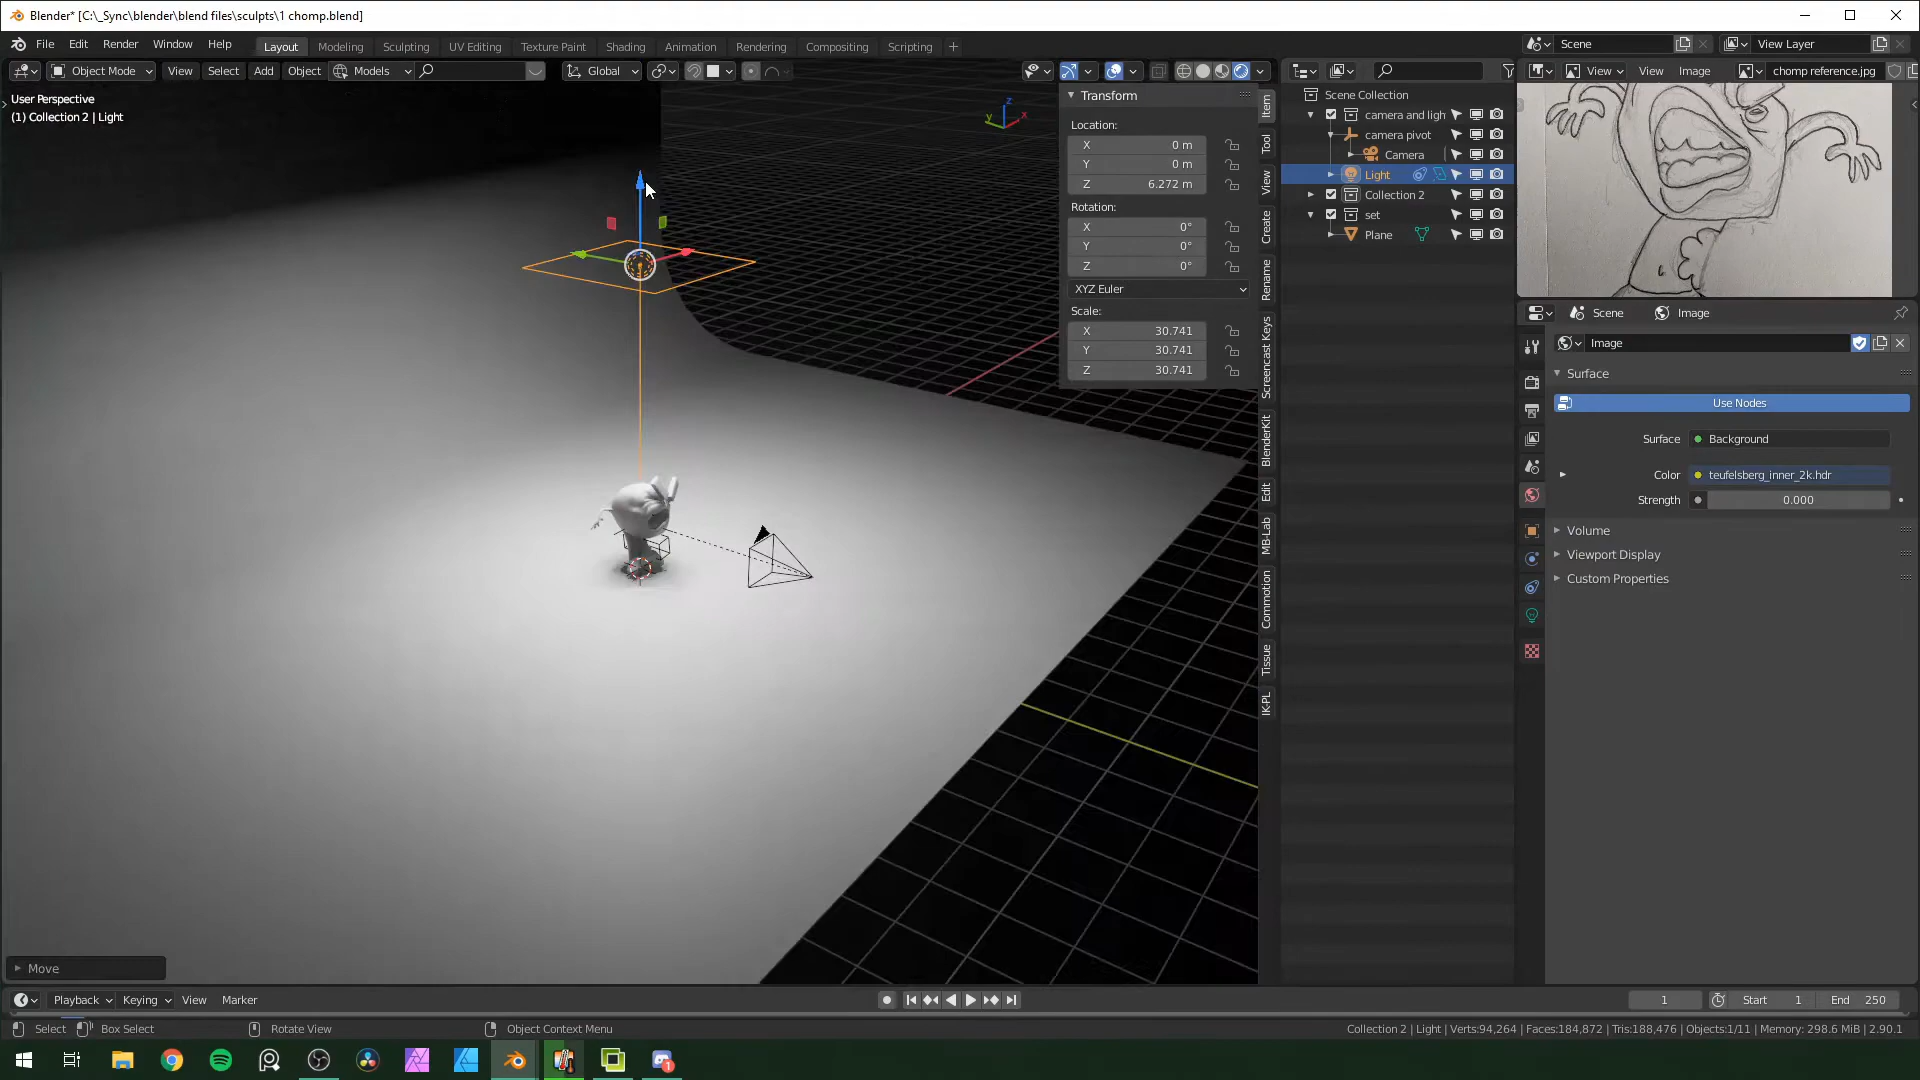 Blender* [C:\_Sync\blender\blend files\sculpts\1 chomp.blend]
File Edit Render Window Help Layout Modeling Sculpting UV Editing Texture Paint Shading Animation Rendering Compositing Scripting + Scene View Layer
Object Mode View Select Add Object Models Global View View Image chomp reference.jpg
User Perspective
(1) Collection 2 | Light
z
x
y
Transform
Location:
X 0 m
Y 0 m
Z 6.272 m
Rotation:
X 0°
Y 0°
Z 0°
XYZ Euler
Scale:
X 30.741
Y 30.741
Z 30.741
Item
Tool
View
Create
Rename
Screencast Keys
BlenderKit
Edit
MB-Lab
Commotion
Tissue
IK-PL
Scene Collection
camera and ligh
camera pivot
Camera
Light
Collection 2
set
Plane
Scene Image
Image
Surface
Use Nodes
Surface Background
Color teufelsberg_inner_2k.hdr
Strength 0.000
Volume
Viewport Display
Custom Properties
Move
Playback Keying View Marker 1 Start 1 End 250
Select Box Select Rotate View Object Context Menu Collection 2 | Light | Verts:94,264 | Faces:184,872 | Tris:188,476 | Objects:1/11 | Memory: 298.6 MiB | 2.90.1
1